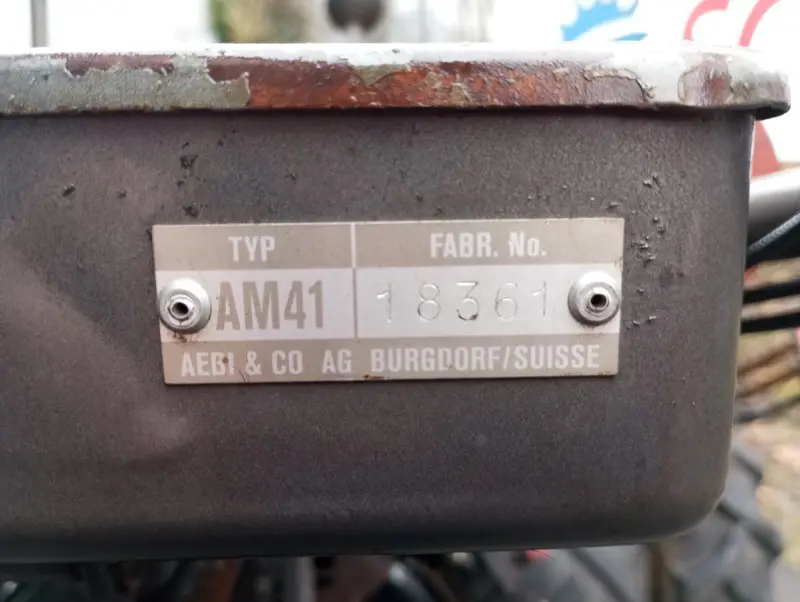 TYP FABR. No.
AM41 18361
AEBI & CO AG BURGDORF/SUISSE